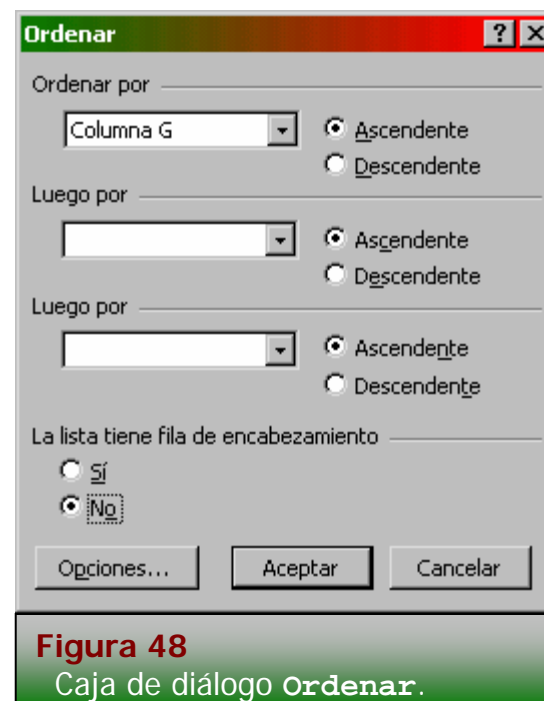 Ordenar
Ordenar por
Columna G
Ascendente
Descendente
Luego por
Ascendente
Descendente
Luego por
Ascendente
Descendente
La lista tiene fila de encabezamiento
Sí
No
Opciones... Aceptar Cancelar
Figura 48
Caja de diálogo Ordenar.